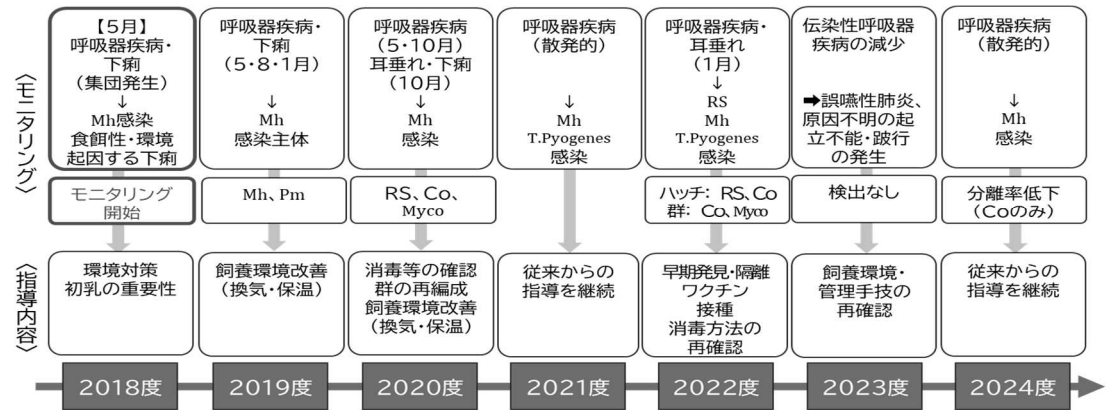 〈モニタリング〉
【5月】
呼吸器疾病・
下痢
(集団発生)
↓
Mh感染
食餌性・環境
起因する下痢
呼吸器疾病・
下痢
(5・8・1月)
↓
Mh
感染主体
呼吸器疾病
(5・10月)
耳垂れ・下痢
(10月)
↓
Mh
感染
呼吸器疾病
(散発的)
↓
Mh
T.Pyogenes
感染
呼吸器疾病・
耳垂れ
(1月)
↓
RS
Mh
T.Pyogenes
感染
伝染性呼吸器
疾病の減少
➡誤嚥性肺炎、
原因不明の起
立不能・跛行
の発生
呼吸器疾病
(散発的)
↓
Mh
感染
モニタリング
開始
Mh、Pm
RS、Co、
Myco
ハッチ: RS、Co
群: Co、Myco
検出なし
分離率低下
(Coのみ)
〈指導内容〉
環境対策
初乳の重要性
飼養環境改善
(換気・保温)
消毒等の確認
群の再編成
飼養環境改善
(換気・保温)
従来からの
指導を継続
早期発見・隔離
ワクチン
接種
消毒方法の
再確認
飼養環境・
管理手技の
再確認
従来からの
指導を継続
2018度
2019度
2020度
2021度
2022度
2023度
2024度